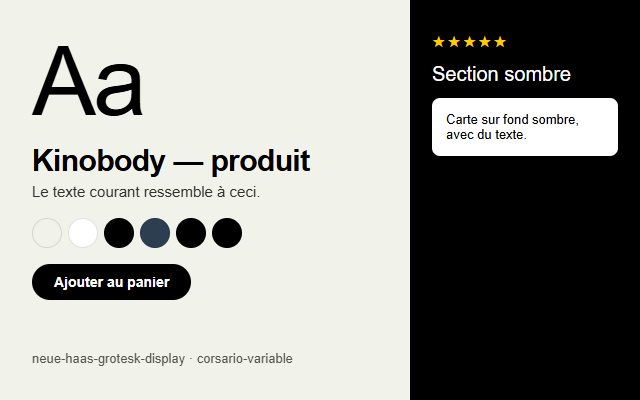 Aa
Kinobody — produit
Le texte courant ressemble à ceci.
Ajouter au panier
neue-haas-grotesk-display · corsario-variable
★★★★★
Section sombre
Carte sur fond sombre,
avec du texte.